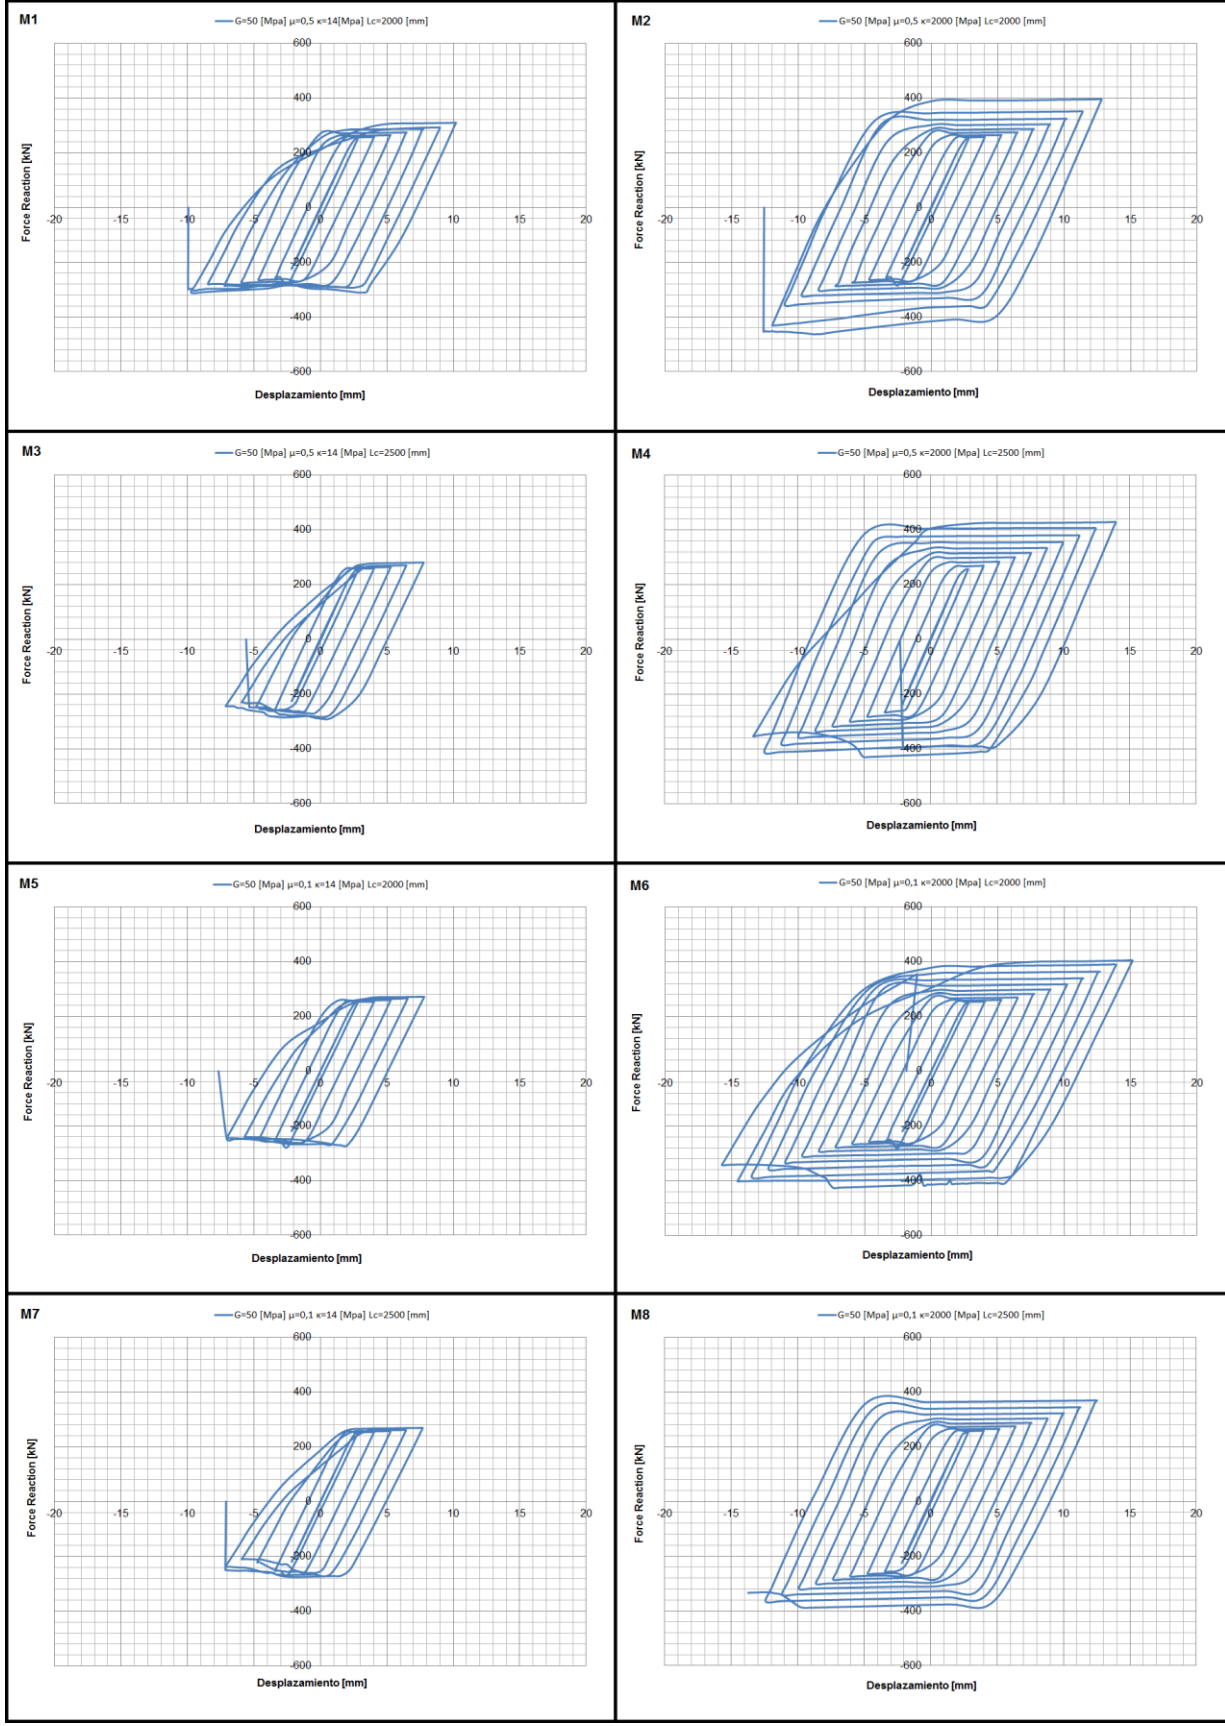 M1
G=50 [Mpa] μ=0,5 κ=14[Mpa] Lc=2000 [mm]
Force Reaction [kN]
600
400
200
0
-20 -15 -10 -5 0 5 10 15 20
-200
-400
-600
Desplazamiento [mm]
M2
G=50 [Mpa] μ=0,5 κ=2000 [Mpa] Lc=2000 [mm]
Force Reaction [kN]
600
400
200
0
-20 -15 -10 -5 0 5 10 15 20
-200
-400
-600
Desplazamiento [mm]
M3
G=50 [Mpa] μ=0,5 κ=14 [Mpa] Lc=2500 [mm]
Force Reaction [kN]
600
400
200
0
-20 -15 -10 -5 0 5 10 15 20
-200
-400
-600
Desplazamiento [mm]
M4
G=50 [Mpa] μ=0,5 κ=2000 [Mpa] Lc=2500 [mm]
Force Reaction [kN]
600
400
200
0
-20 -15 -10 -5 0 5 10 15 20
-200
-400
-600
Desplazamiento [mm]
M5
G=50 [Mpa] μ=0,1 κ=14 [Mpa] Lc=2000 [mm]
Force Reaction [kN]
600
400
200
0
-20 -15 -10 -5 0 5 10 15 20
-200
-400
-600
Desplazamiento [mm]
M6
G=50 [Mpa] μ=0,1 κ=2000 [Mpa] Lc=2000 [mm]
Force Reaction [kN]
600
400
200
0
-20 -15 -10 -5 0 5 10 15 20
-200
-400
-600
Desplazamiento [mm]
M7
G=50 [Mpa] μ=0,1 κ=14 [Mpa] Lc=2500 [mm]
Force Reaction [kN]
600
400
200
0
-20 -15 -10 -5 0 5 10 15 20
-200
-400
-600
Desplazamiento [mm]
M8
G=50 [Mpa] μ=0,1 κ=2000 [Mpa] Lc=2500 [mm]
Force Reaction [kN]
600
400
200
0
-20 -15 -10 -5 0 5 10 15 20
-200
-400
-600
Desplazamiento [mm]